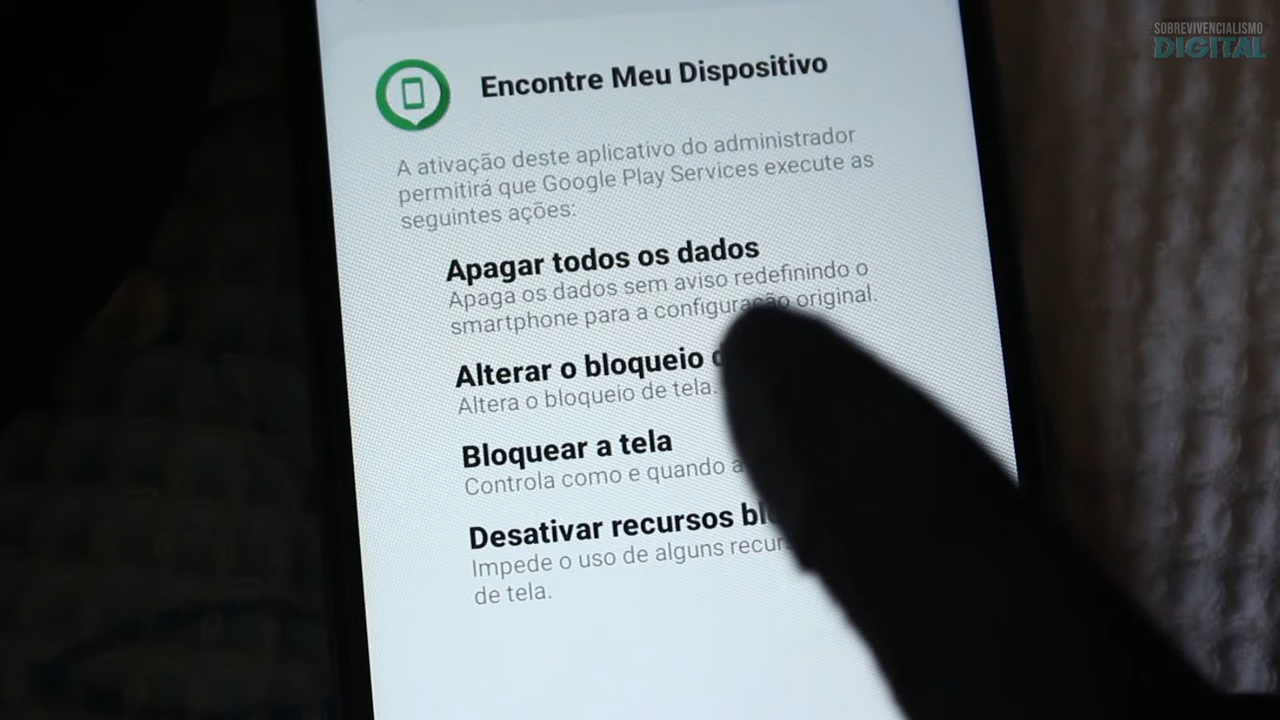 SOBREVIVENCIALISMO
DIGITAL
Encontre Meu Dispositivo
A ativação deste aplicativo do administrador
permitirá que Google Play Services execute as
seguintes ações:
Apagar todos os dados
Apaga os dados sem aviso redefinindo o
smartphone para a configuração original.
Alterar o bloqueio
Altera o bloqueio de tela.
Bloquear a tela
Controla como e quando a
Desativar recursos
Impede o uso de alguns
de tela.